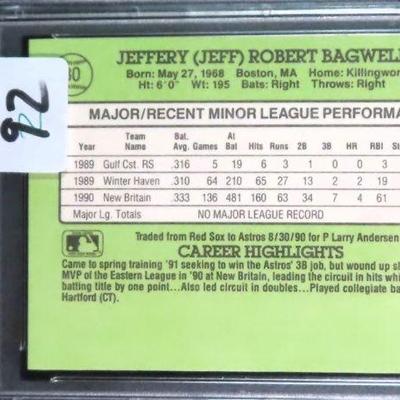 30
92
JEFFERY (JEFF) ROBERT BAGWELL
Born: May 27, 1968 Boston, MA Home: Killingwor
Ht: 6'0" Wt: 195 Bats: Right Throws: Right
MAJOR/RECENT MINOR LEAGUE PERFORMA
Team Bat. At
Year Name Avg. Games Bat Hits Runs 2B 3B HR RBI St
1989 Gulf Cst. RS .316 5 19 6 3 1 0 0 3
1989 Winter Haven .310 64 210 65 27 13 3 2 19
1990 New Britain .333 136 481 160 63 34 7 4 61
Major Lg. Totals NO MAJOR LEAGUE RECORD
Traded from Red Sox to Astros 8/30/90 for P Larry Andersen
CAREER HIGHLIGHTS
Came to spring training '91 seeking to win the Astros' 3B job, but wound up s
MVP of the Eastern League in '90 at New Britain, leading the circuit in hits whi
batting title by one point...Also led circuit in doubles...Played collegiate ba
Hartford (CT).